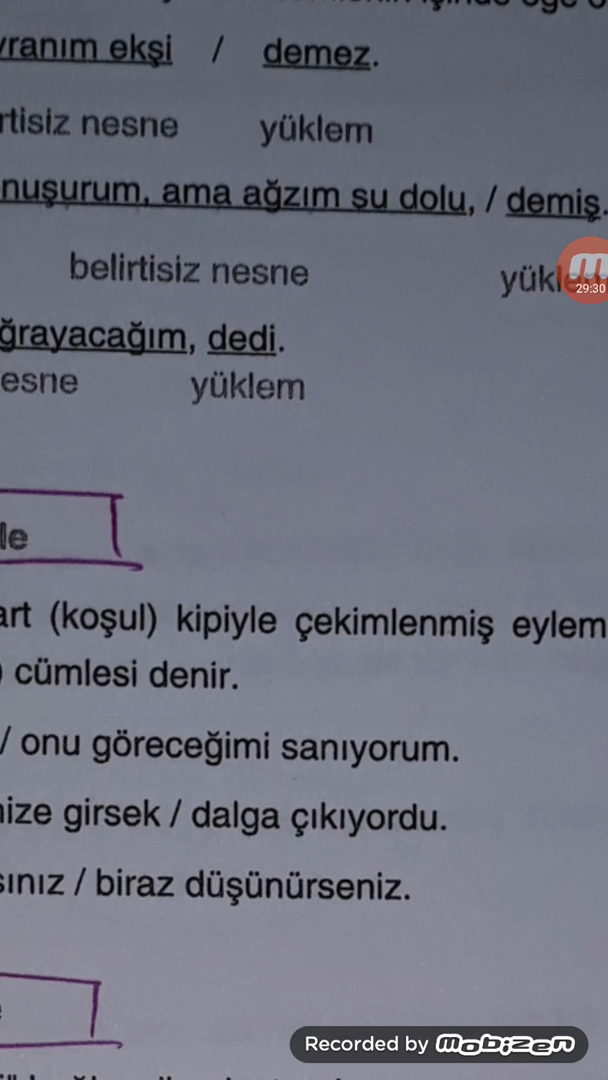 vranım ekşi / demez.
rtisiz nesne yüklem
nuşurum, ama ağzım su dolu, / demiş.
belirtisiz nesne
29:30
ğrayacağım, dedi.
esne yüklem
le
art (koşul) kipiyle çekimlenmiş eylem
cümlesi denir.
/ onu göreceğimi sanıyorum.
nize girsek / dalga çıkıyordu.
sınız / biraz düşünürseniz.
Recorded by mobizen